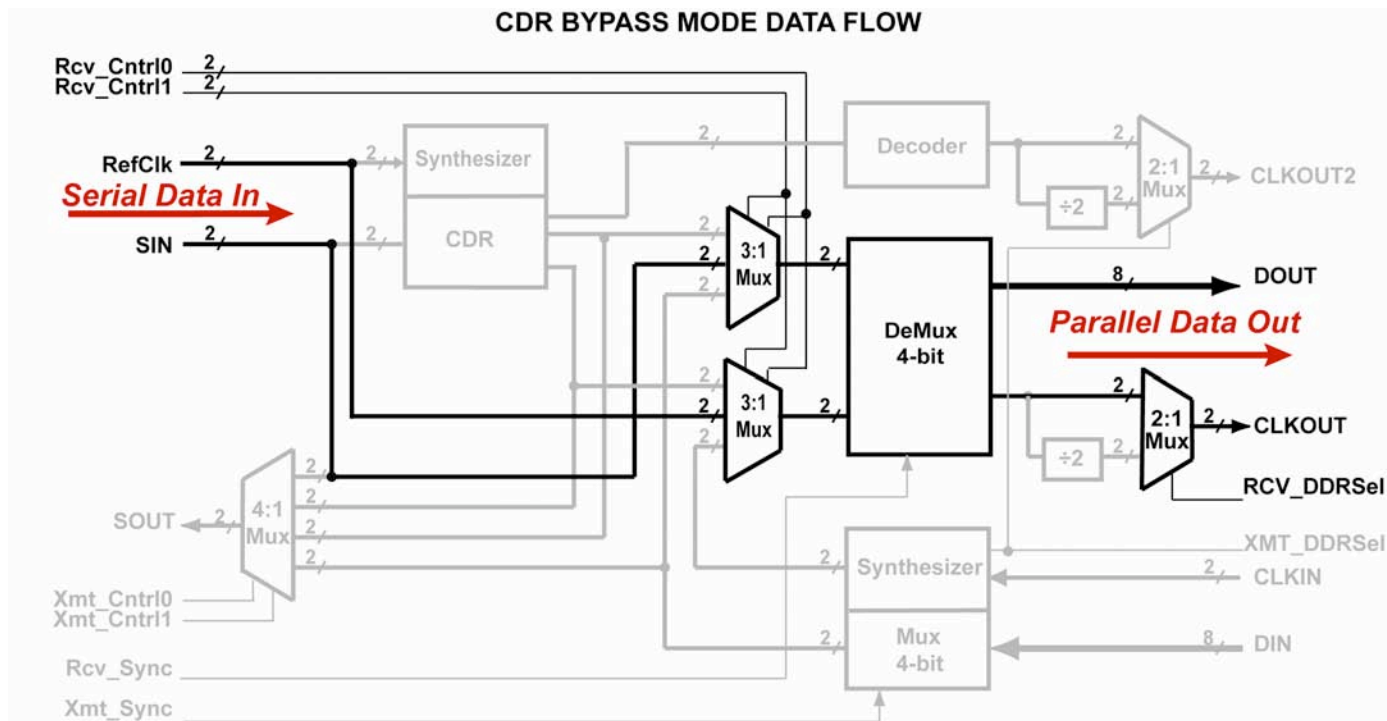 CDR BYPASS MODE DATA FLOW
Rcv_Cntrl0
2
Rcv_Cntrl1
2
RefClk
2
2
Synthesizer
2
Decoder
2
2:1
Mux
2
CLKOUT2
÷2
2
Serial Data In
SIN
2
2
CDR
2
2
2
3:1
Mux
2
DeMux
4-bit
8
DOUT
Parallel Data Out
2
2
2
3:1
Mux
2
2
2:1
Mux
2
CLKOUT
÷2
2
RCV_DDRSel
SOUT
2
4:1
Mux
2
2
2
2
Xmt_Cntrl0
Xmt_Cntrl1
2
Synthesizer
XMT_DDRSel
2
CLKIN
2
Mux
4-bit
8
DIN
Rcv_Sync
Xmt_Sync